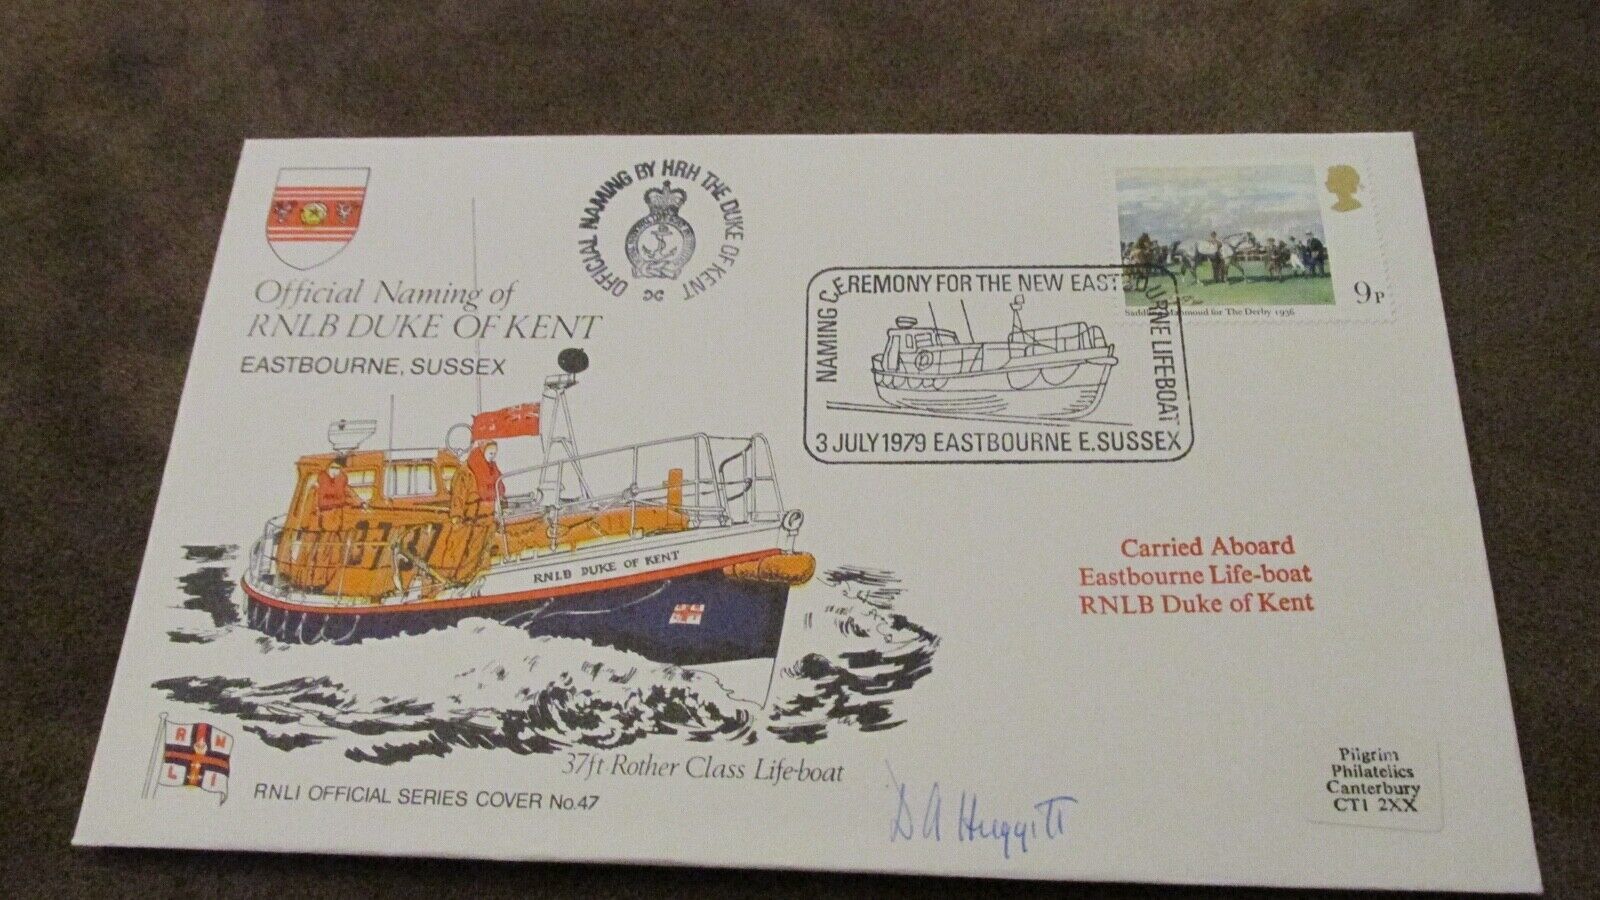 OFFICIAL NAMING BY HRH THE DUKE OF KENT
Official Naming of
RNLB DUKE OF KENT
EASTBOURNE, SUSSEX
NAMING CEREMONY FOR THE NEW EASTBOURNE LIFEBOAT
3 JULY 1979 EASTBOURNE E. SUSSEX
9P
Mahmoud for The Derby 1936
RNLB DUKE OF KENT
Carried Aboard
Eastbourne Life-boat
RNLB Duke of Kent
37ft Rother Class Life-boat
R N
L I
RNLI OFFICIAL SERIES COVER No.47
D A Huggitt
Pilgrim
Philatelics
Canterbury
CT1 2XX